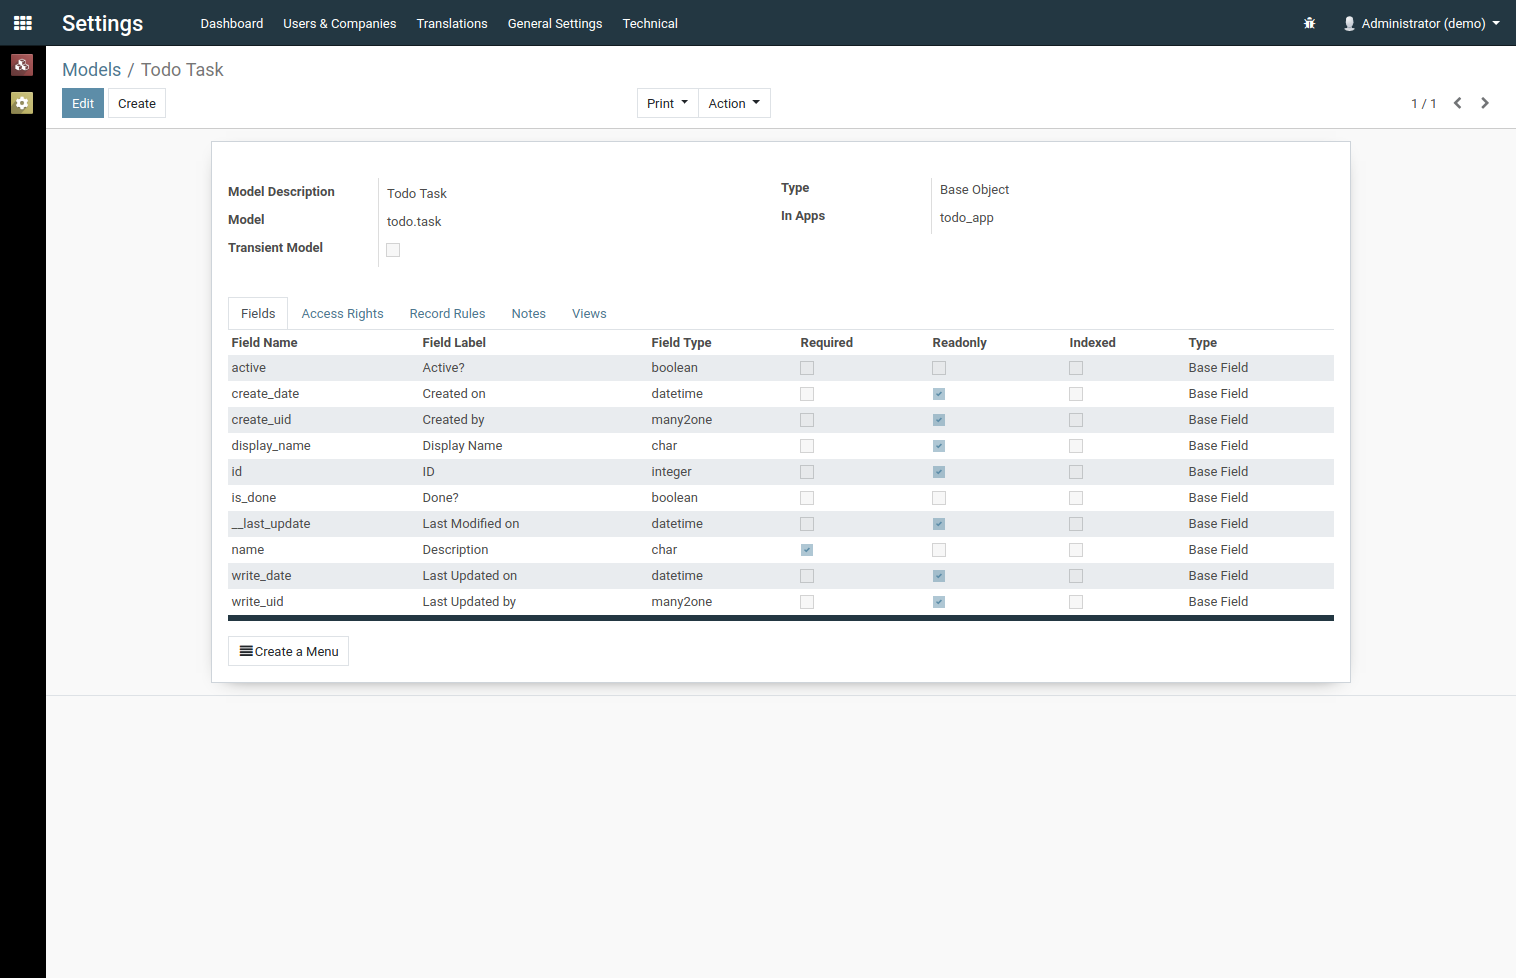 Settings Dashboard Users & Companies Translations General Settings Technical Administrator (demo)
Models / Todo Task
Edit Create Print Action 1 / 1
Model Description Todo Task Type Base Object
Model todo.task In Apps todo_app
Transient Model
Fields Access Rights Record Rules Notes Views
Field Name Field Label Field Type Required Readonly Indexed Type
active Active? boolean Base Field
create_date Created on datetime Base Field
create_uid Created by many2one Base Field
display_name Display Name char Base Field
id ID integer Base Field
is_done Done? boolean Base Field
__last_update Last Modified on datetime Base Field
name Description char Base Field
write_date Last Updated on datetime Base Field
write_uid Last Updated by many2one Base Field
Create a Menu